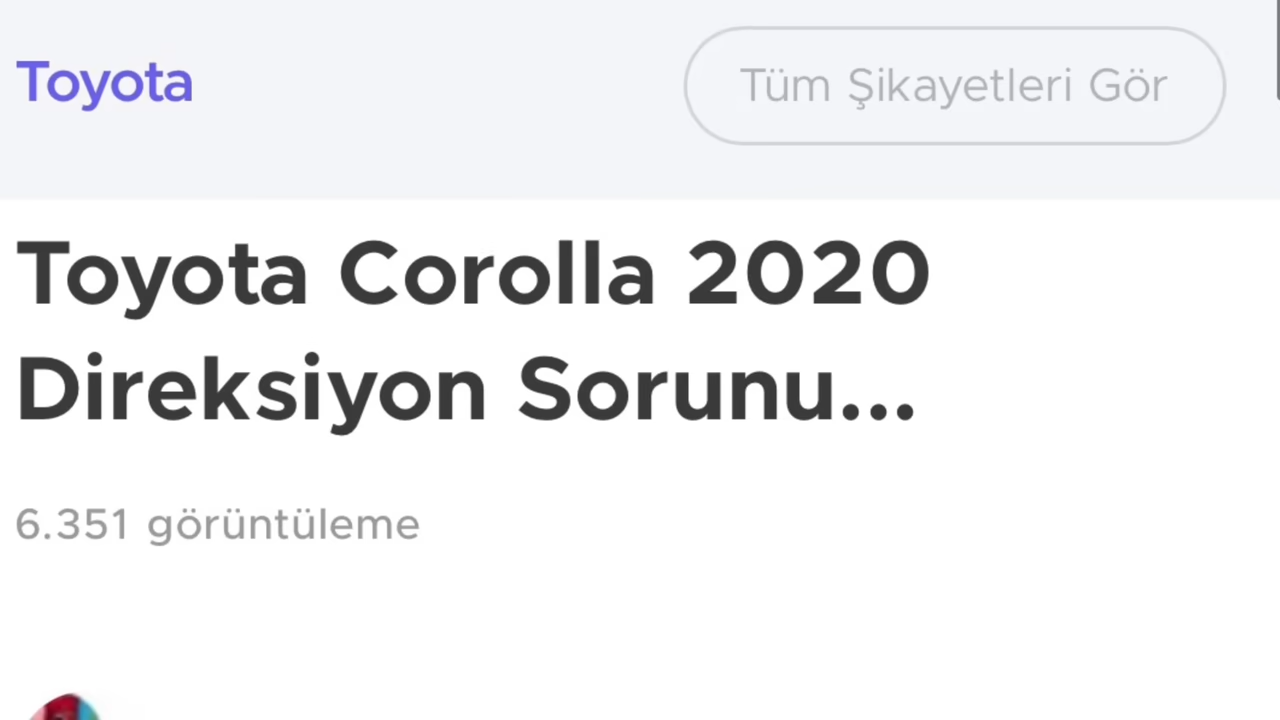 Toyota
Tüm Şikayetleri Gör
Toyota Corolla 2020
Direksiyon Sorunu...
6.351 görüntüleme